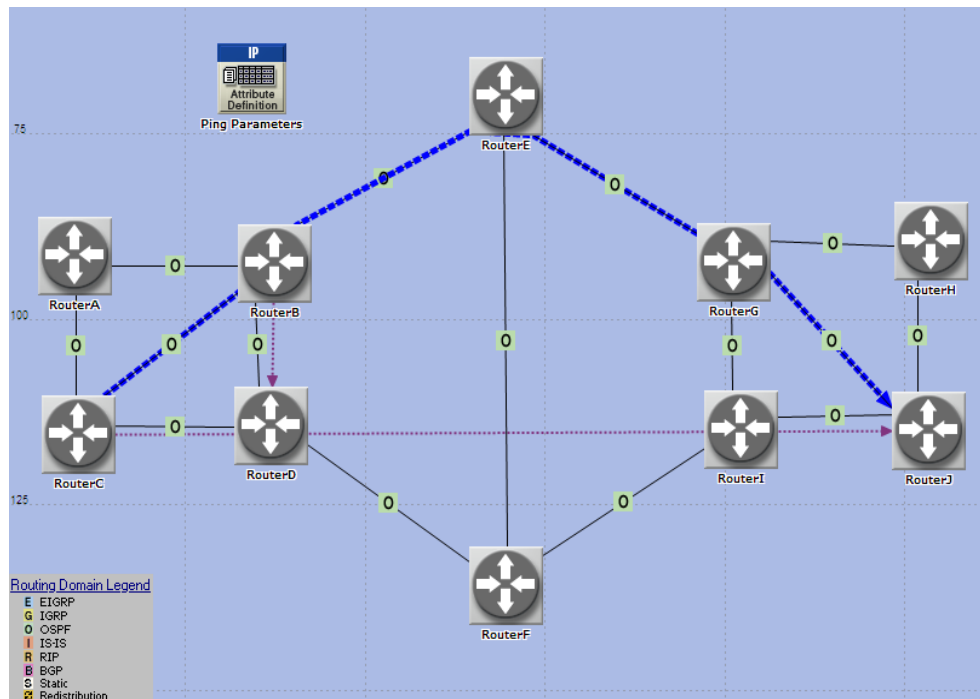 IP
Attribute
Definition
Ping Parameters
75
RouterE
O
O
RouterA
O
RouterB
RouterG
O
RouterH
100
O
O
O
O
O
O
O
RouterC
O
RouterD
RouterI
O
RouterJ
125
O
O
RouterF
Routing Domain Legend
E EIGRP
G IGRP
O OSPF
I IS-IS
R RIP
B BGP
S Static
Redistribution